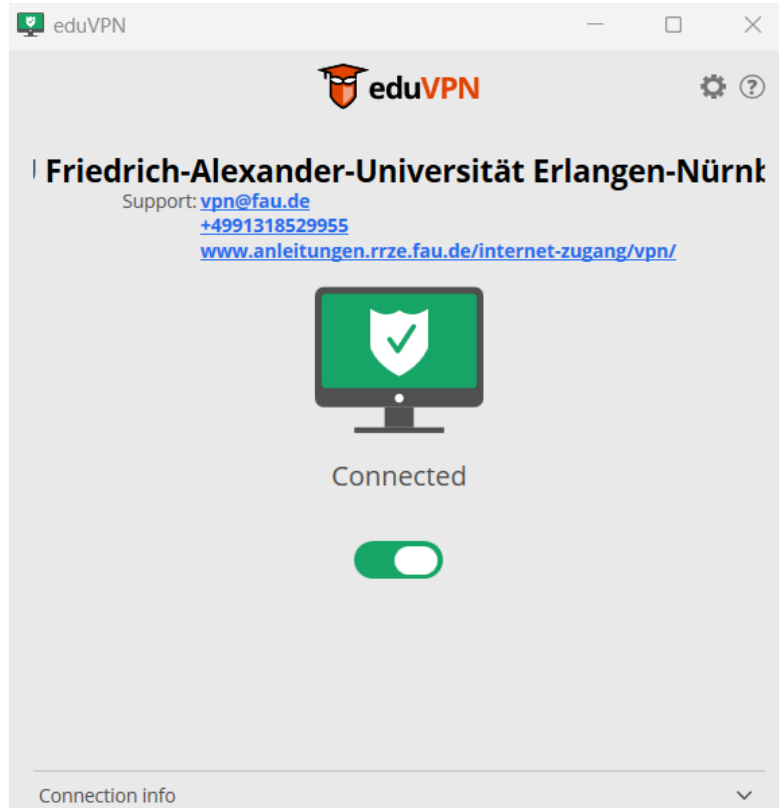 eduVPN
eduVPN
Friedrich-Alexander-Universität Erlangen-Nürnb
Support: vpn@fau.de
+4991318529955
www.anleitungen.rrze.fau.de/internet-zugang/vpn/
Connected
Connection info